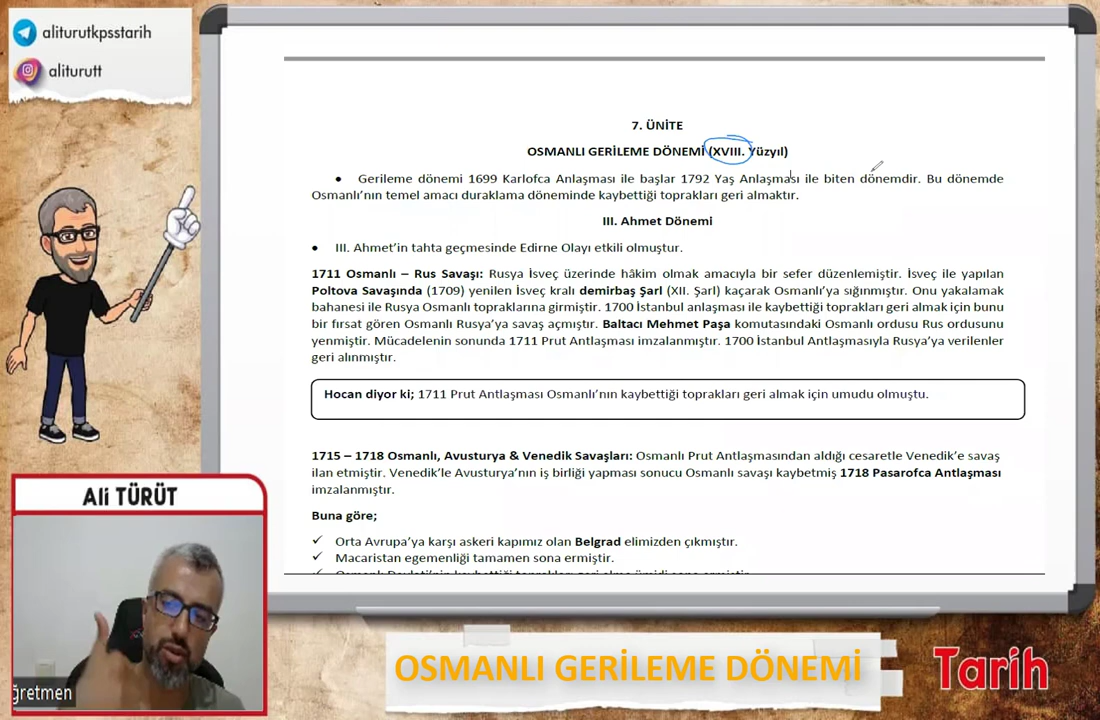 aliturutkpsstarih
aliturutt
7. ÜNİTE
OSMANLI GERİLEME DÖNEMİ (XVIII. Yüzyıl)
• Gerileme dönemi 1699 Karlofca Anlaşması ile başlar 1792 Yaş Anlaşması ile biten dönemdir. Bu dönemde
Osmanlı’nın temel amacı duraklama döneminde kaybettiği toprakları geri almaktır.
III. Ahmet Dönemi
• III. Ahmet’in tahta geçmesinde Edirne Olayı etkili olmuştur.
1711 Osmanlı – Rus Savaşı: Rusya İsveç üzerinde hâkim olmak amacıyla bir sefer düzenlemiştir. İsveç ile yapılan
Poltova Savaşında (1709) yenilen İsveç kralı demirbaş Şarl (XII. Şarl) kaçarak Osmanlı’ya sığınmıştır. Onu yakalamak
bahanesi ile Rusya Osmanlı topraklarına girmiştir. 1700 İstanbul anlaşması ile kaybettiği toprakları geri almak için bunu
bir fırsat gören Osmanlı Rusya’ya savaş açmıştır. Baltacı Mehmet Paşa komutasındaki Osmanlı ordusu Rus ordusunu
yenmiştir. Mücadelenin sonunda 1711 Prut Antlaşması imzalanmıştır. 1700 İstanbul Antlaşmasıyla Rusya’ya verilenler
geri alınmıştır.
Hocan diyor ki; 1711 Prut Antlaşması Osmanlı’nın kaybettiği toprakları geri almak için umudu olmuştu.
1715 – 1718 Osmanlı, Avusturya & Venedik Savaşları: Osmanlı Prut Antlaşmasından aldığı cesaretle Venedik’e savaş
ilan etmiştir. Venedik’le Avusturya’nın iş birliği yapması sonucu Osmanlı savaşı kaybetmiş 1718 Pasarofca Antlaşması
imzalanmıştır.
Buna göre;
✓ Orta Avrupa’ya karşı askeri kapımız olan Belgrad elimizden çıkmıştır.
✓ Macaristan egemenliği tamamen sona ermiştir.
Ali TÜRÜT
ğretmen
OSMANLI GERİLEME DÖNEMİ
Tarih